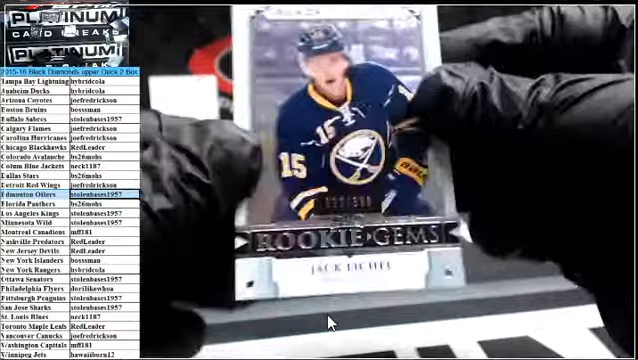 PLATINUM
CARD BREAKS
PLATINUM
2015-16 Black Diamonds upper Deck 2 Box
Tampa Bay Lightning hybridcola
Anaheim Ducks hybridcola
Arizona Coyotes joefredrickson
Boston Bruins bosssman
Buffalo Sabres stolenbases1957
Calgary Flames joefredrickson
Carolina Hurricanes joefredrickson
Chicago Blackhawks RedLeader
Colorado Avalanche bs26mohs
Colum Blue Jackets neck1187
Dallas Stars bs26mohs
Detroit Red Wings joefredrickson
Edmonton Oilers stolenbases1957
Florida Panthers bs26mohs
Los Angeles Kings stolenbases1957
Minnesota Wild stolenbases1957
Montreal Canadiens mff181
Nashville Predators RedLeader
New Jersey Devils RedLeader
New York Islanders bosssman
New York Rangers hybridcola
Ottawa Senators stolenbases1957
Philadelphia Flyers dorilikewhoa
Pittsburgh Penguins stolenbases1957
San Jose Sharks stolenbases1957
St. Louis Blues neck1187
Toronto Maple Leafs RedLeader
Vancouver Canucks joefredrickson
Washington Capitals mff181
Winnipeg Jets hawaiiborn12
15
15
ROOKIE GEMS
JACK EICHEL